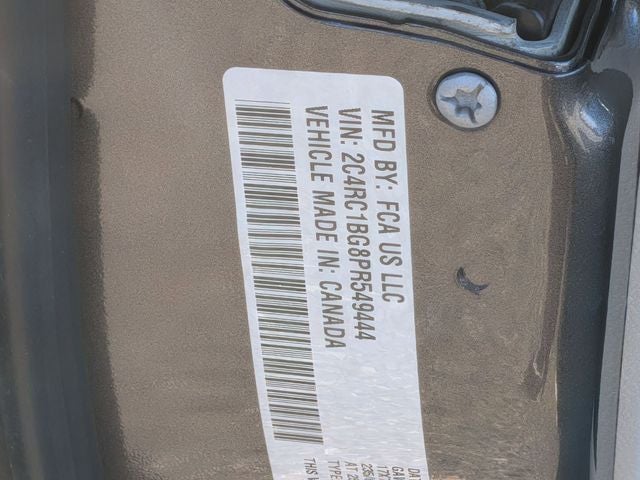 MFD BY: FCA US LLC
VIN: 2C4RC1BG8PR549444
VEHICLE MADE IN: CANADA